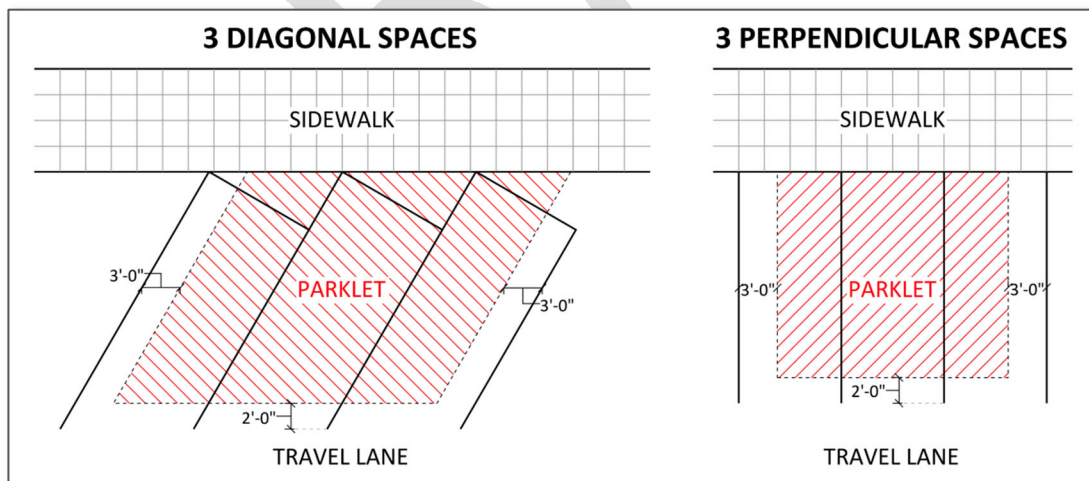 3 DIAGONAL SPACES
SIDEWALK
3'-0"
PARKLET
3'-0"
2'-0"
TRAVEL LANE
3 PERPENDICULAR SPACES
SIDEWALK
3'-0"
PARKLET
3'-0"
2'-0"
TRAVEL LANE